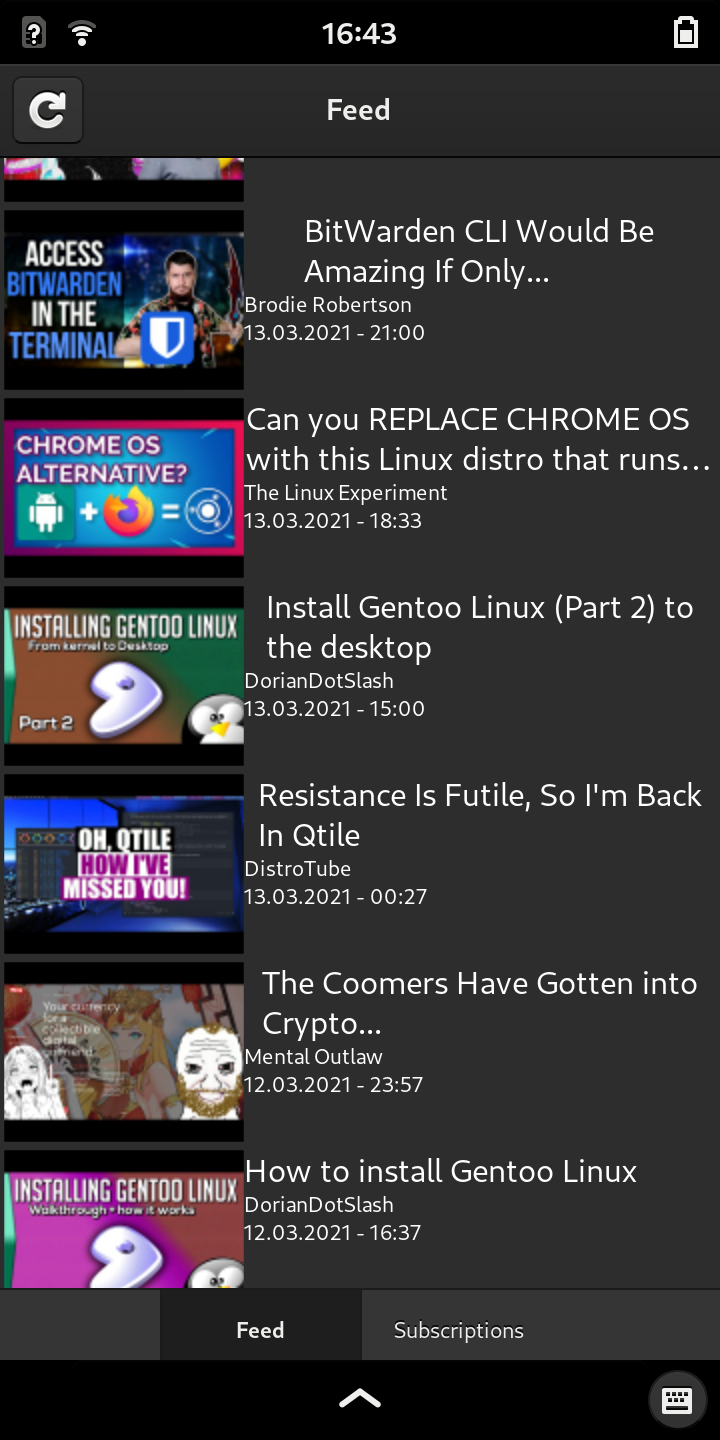 16:43
Feed
ACCESS
BITWARDEN
IN THE
TERMINAL
BitWarden CLI Would Be
Amazing If Only...
Brodie Robertson
13.03.2021 - 21:00
CHROME OS
ALTERNATIVE?
+ =
Can you REPLACE CHROME OS
with this Linux distro that runs…
The Linux Experiment
13.03.2021 - 18:33
INSTALLING GENTOO LINUX
From kernel to Desktop
Part 2
Install Gentoo Linux (Part 2) to
the desktop
DorianDotSlash
13.03.2021 - 15:00
OH, QTILE
HOW I'VE
MISSED YOU!
Resistance Is Futile, So I'm Back
In Qtile
DistroTube
13.03.2021 - 00:27
Your currency
for a
collectible
digital
girlfriend
The Coomers Have Gotten into
Crypto...
Mental Outlaw
12.03.2021 - 23:57
INSTALLING GENTOO LINUX
Walkthrough + how it works
How to install Gentoo Linux
DorianDotSlash
12.03.2021 - 16:37
Feed
Subscriptions